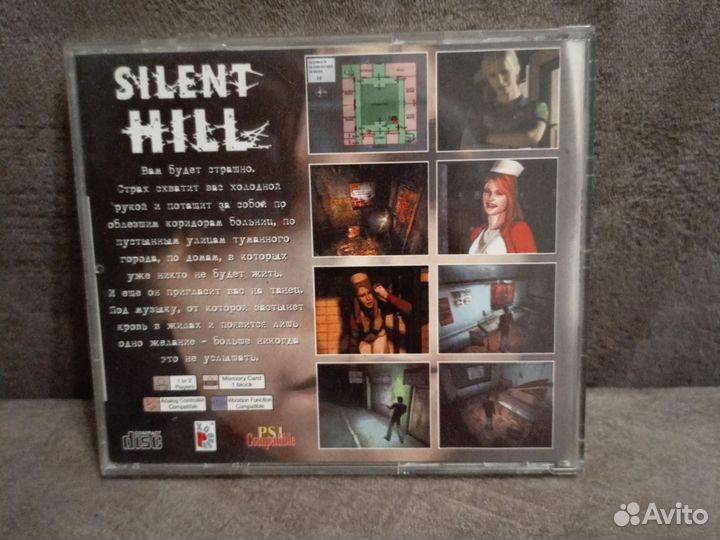 SILENT
HILL
Вам будет страшно.
Страх схватит вас холодной
рукой и потащит за собой по
облезшим коридорам больниц, по
пустынным улицам туманного
города, по домам, в которых
уже никто не будет жить.
И еще он пригласит вас на танец.
Под музыку, от которой застынет
кровь в жилах и появится лишь
одно желание - больше никогда
это не услышать.
1 or 2
Players
Memory Card
1 block
Analog Controller
Compatible
Vibration Function
Compatible
COMPACT
disc
PS1
Compatible
Avito